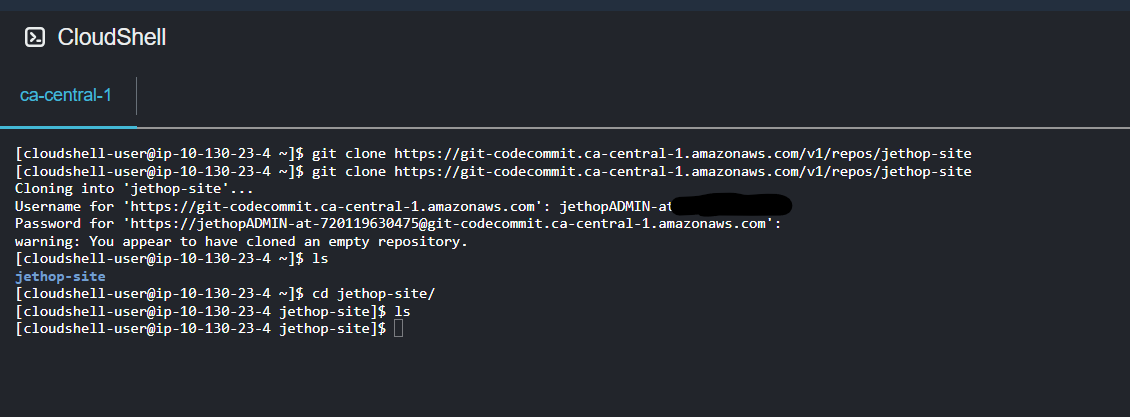 CloudShell
ca-central-1
[cloudshell-user@ip-10-130-23-4 ~]$ git clone https://git-codecommit.ca-central-1.amazonaws.com/v1/repos/jethop-site
[cloudshell-user@ip-10-130-23-4 ~]$ git clone https://git-codecommit.ca-central-1.amazonaws.com/v1/repos/jethop-site
Cloning into 'jethop-site'...
Username for 'https://git-codecommit.ca-central-1.amazonaws.com': jethopADMIN-at
Password for 'https://jethopADMIN-at-720119630475@git-codecommit.ca-central-1.amazonaws.com':
warning: You appear to have cloned an empty repository.
[cloudshell-user@ip-10-130-23-4 ~]$ ls
jethop-site
[cloudshell-user@ip-10-130-23-4 ~]$ cd jethop-site/
[cloudshell-user@ip-10-130-23-4 jethop-site]$ ls
[cloudshell-user@ip-10-130-23-4 jethop-site]$